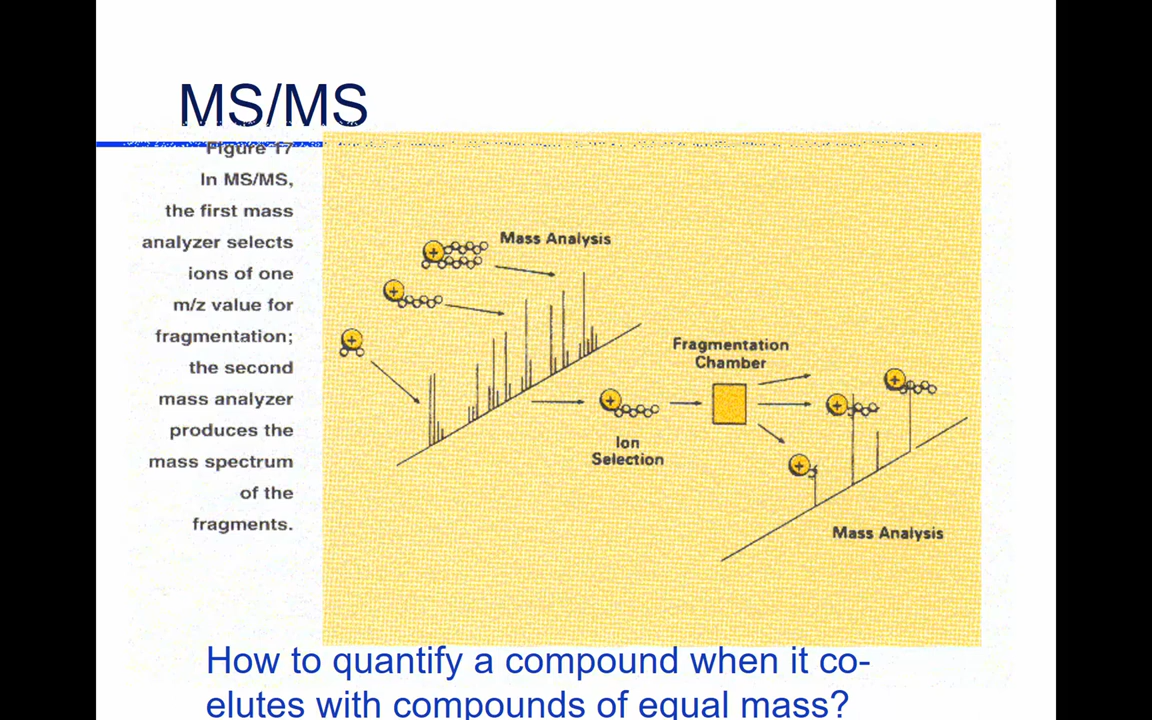 MS/MS
Figure 17
In MS/MS,
the first mass
analyzer selects
ions of one
m/z value for
fragmentation;
the second
mass analyzer
produces the
mass spectrum
of the
fragments.
Mass Analysis
Fragmentation
Chamber
Ion
Selection
Mass Analysis
How to quantify a compound when it co-
elutes with compounds of equal mass?